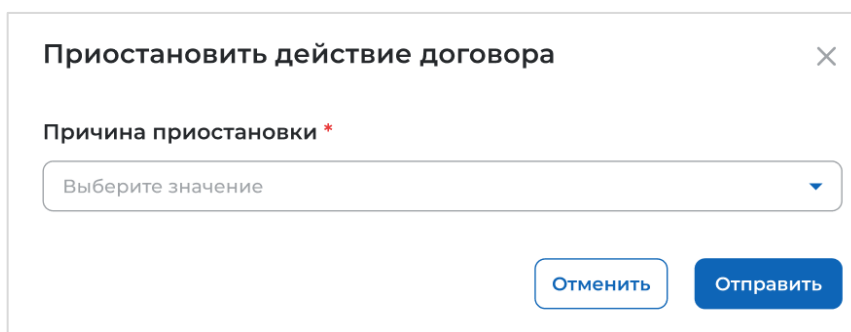 Приостановить действие договора
Причина приостановки *
Выберите значение
Отменить Отправить